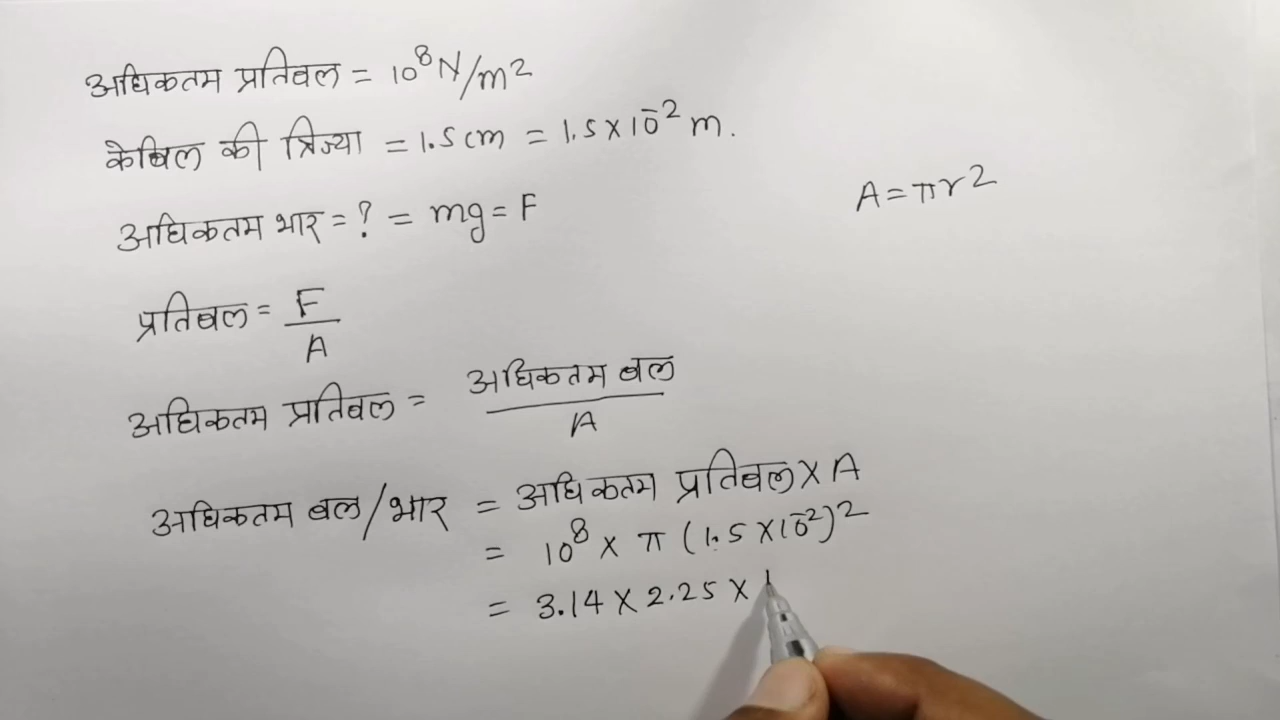 अधिकतम प्रतिबल = 10⁸ N/m²
केबिल की त्रिज्या = 1.5 cm = 1.5 × 10⁻² m.
A = πr²
अधिकतम भार = ? = mg = F
प्रतिबल = F / A
अधिकतम प्रतिबल = अधिकतम बल / A
अधिकतम बल/भार = अधिकतम प्रतिबल × A
= 10⁸ × π (1.5 × 10⁻²)²
= 3.14 × 2.25 × 1